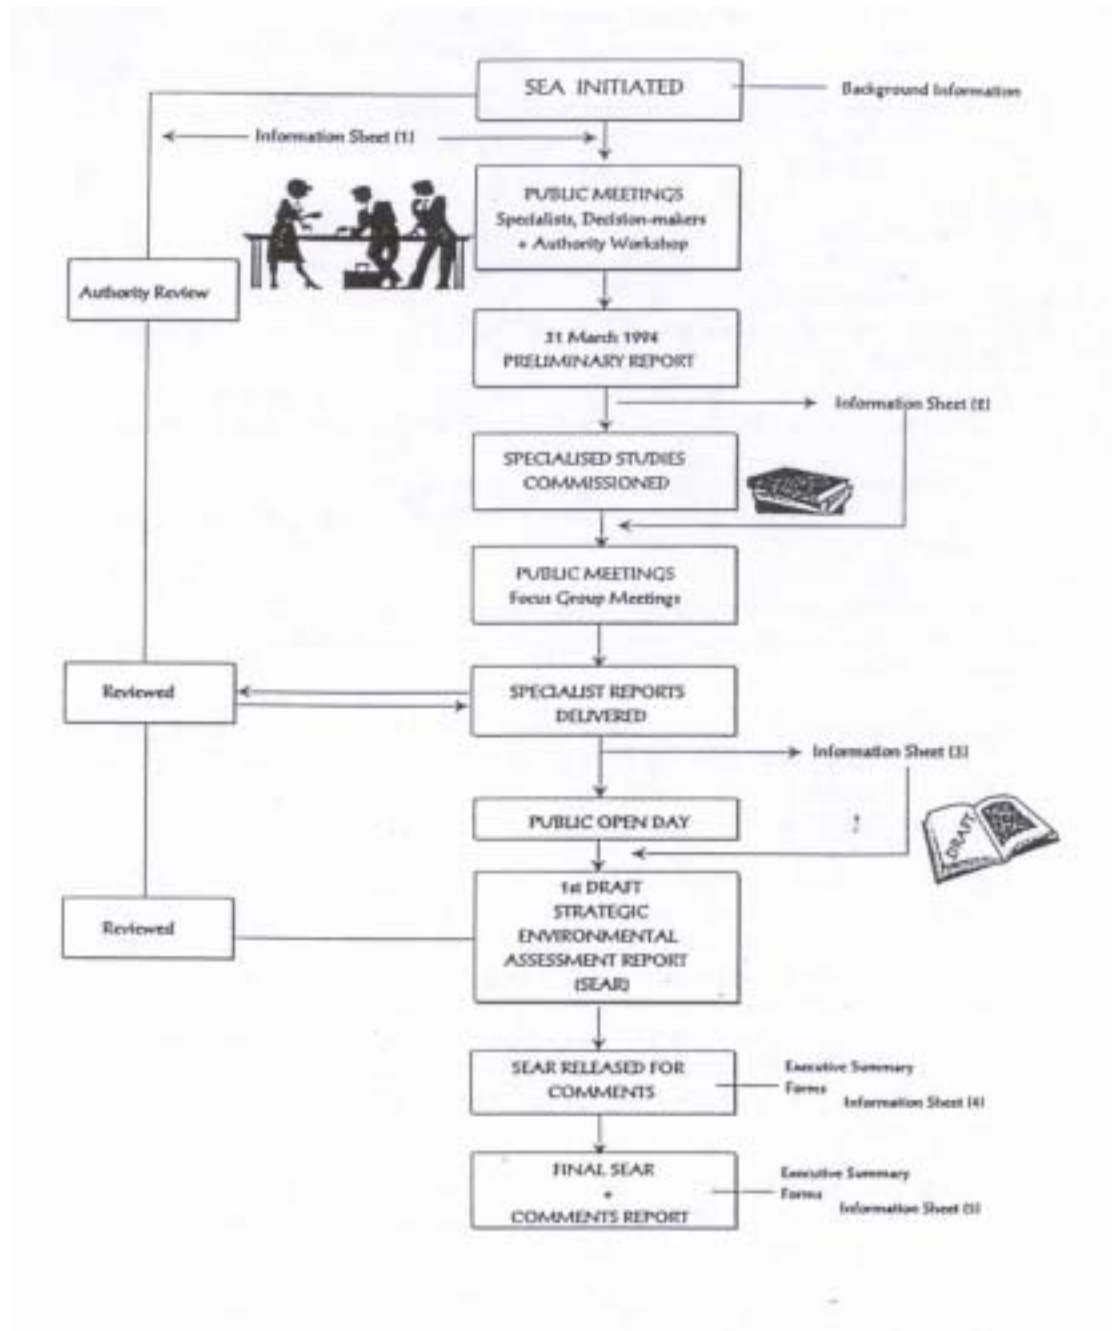 SEA INITIATED
Background Information
Information Sheet (1)
PUBLIC MEETINGS
Specialists, Decision-makers
+ Authority Workshop
Authority Review
31 March 1994
PRELIMINARY REPORT
Information Sheet (2)
SPECIALISED STUDIES
COMMISSIONED
PUBLIC MEETINGS
Focus Group Meetings
Reviewed
SPECIALIST REPORTS
DELIVERED
Information Sheet (3)
PUBLIC OPEN DAY
DRAFT
1st DRAFT
STRATEGIC
ENVIRONMENTAL
ASSESSMENT REPORT
(SEAR)
Reviewed
SEAR RELEASED FOR
COMMENTS
Executive Summary
Forms
Information Sheet (4)
FINAL SEAR
+
COMMENTS REPORT
Executive Summary
Forms
Information Sheet (5)